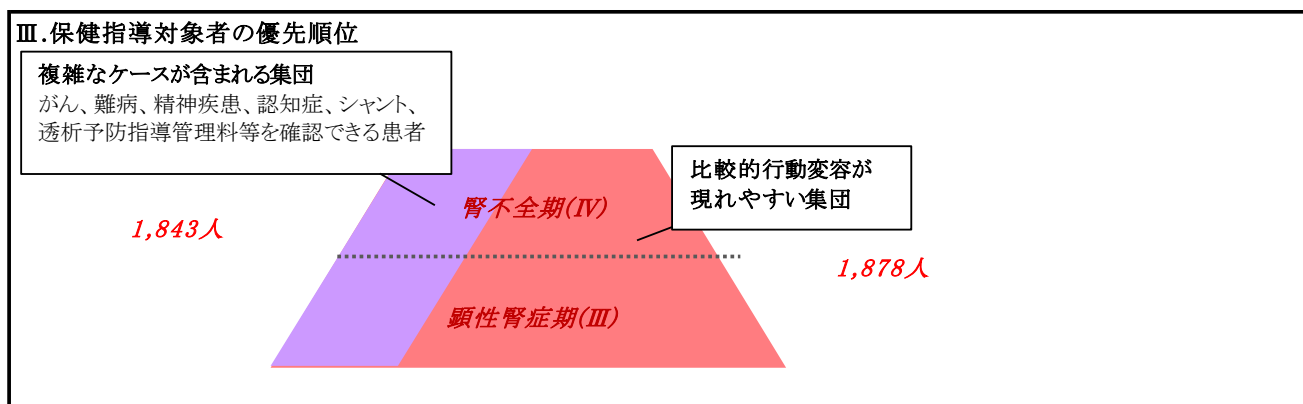 Ⅲ.保健指導対象者の優先順位
複雑なケースが含まれる集団
がん、難病、精神疾患、認知症、シャント、
透析予防指導管理料等を確認できる患者
比較的行動変容が
現れやすい集団
腎不全期(Ⅳ)
1,843人
1,878人
顕性腎症期(Ⅲ)